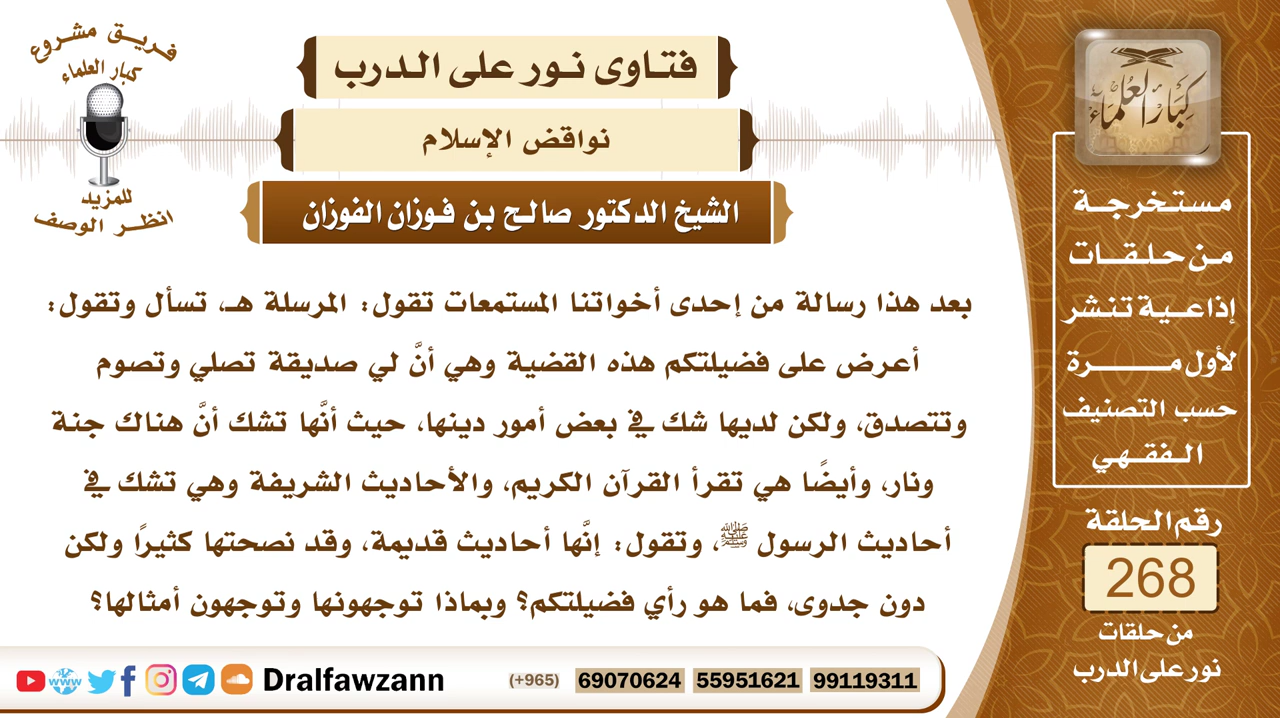 فريق مشروع
كبار العلماء
للمزيد
انظر الوصف
فتاوى نور على الدرب
نواقض الإسلام
الشيخ الدكتور صالح بن فوزان الفوزان
بعد هذا رسالة من إحدى أخواتنا المستمعات تقول: المرسلة هـ، تسأل وتقول:
أعرض على فضيلتكم هذه القضية وهي أنَّ لي صديقة تصلي وتصوم
وتتصدق، ولكن لديها شك في بعض أمور دينها، حيث أنَّها تشك أنَّ هناك جنة
ونار، وأيضًا هي تقرأ القرآن الكريم، والأحاديث الشريفة وهي تشك في
أحاديث الرسول ﷺ، وتقول: إنَّها أحاديث قديمة، وقد نصحتها كثيرًا ولكن
دون جدوى، فما هو رأي فضيلتكم؟ وبماذا توجهونها وتوجهون أمثالها؟
كبار العلماء
مستخرجة
من حلقات
إذاعية تنشر
لأول مرة
حسب التصنيف
الفقهي
رقم الحلقة
268
من حلقات
نور على الدرب
www Dralfawzann (+965) 69070624 55951621 99119311